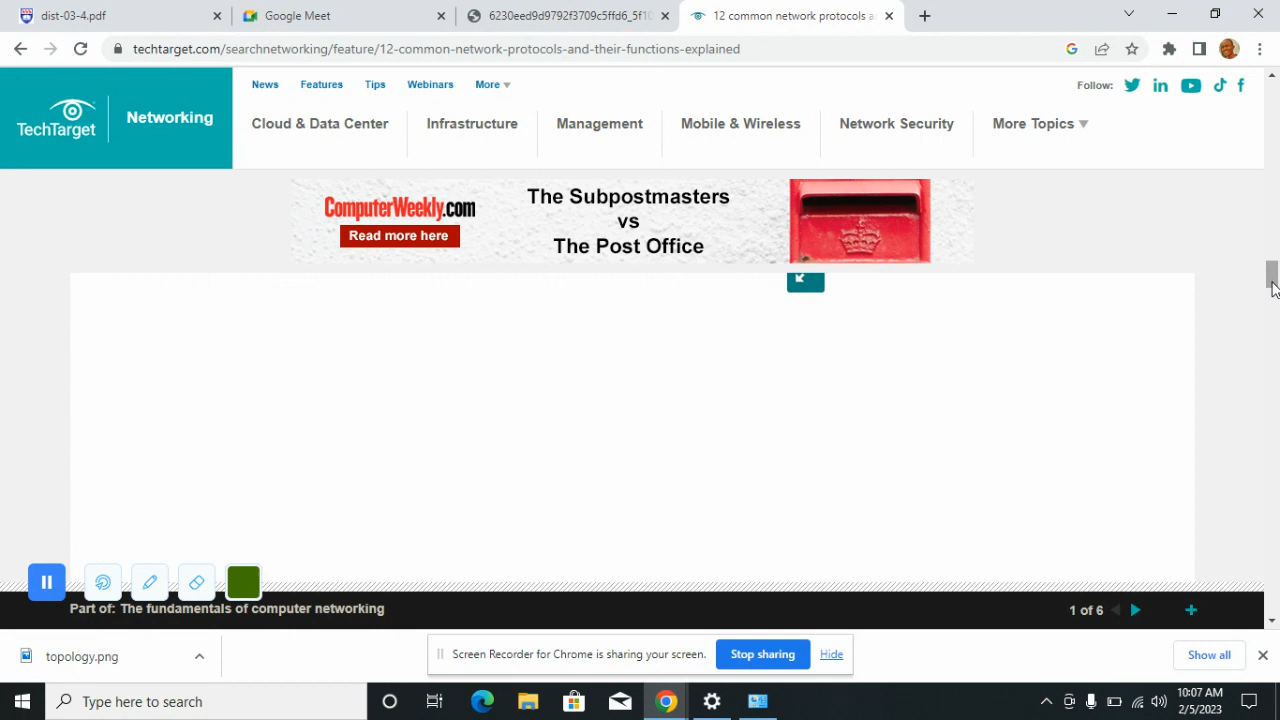 dist-03-4.pdf
Google Meet
6230eed9d9792f3709c5ffd6_5f10
12 common network protocols a
techtarget.com/searchnetworking/feature/12-common-network-protocols-and-their-functions-explained
TechTarget
Networking
News Features Tips Webinars More
Follow:
Cloud & Data Center Infrastructure Management Mobile & Wireless Network Security More Topics
ComputerWeekly.com
Read more here
The Subpostmasters
vs
The Post Office
Part of: The fundamentals of computer networking
1 of 6
topology.png
Screen Recorder for Chrome is sharing your screen.
Stop sharing
Hide
Show all
Type here to search
10:07 AM
2/5/2023